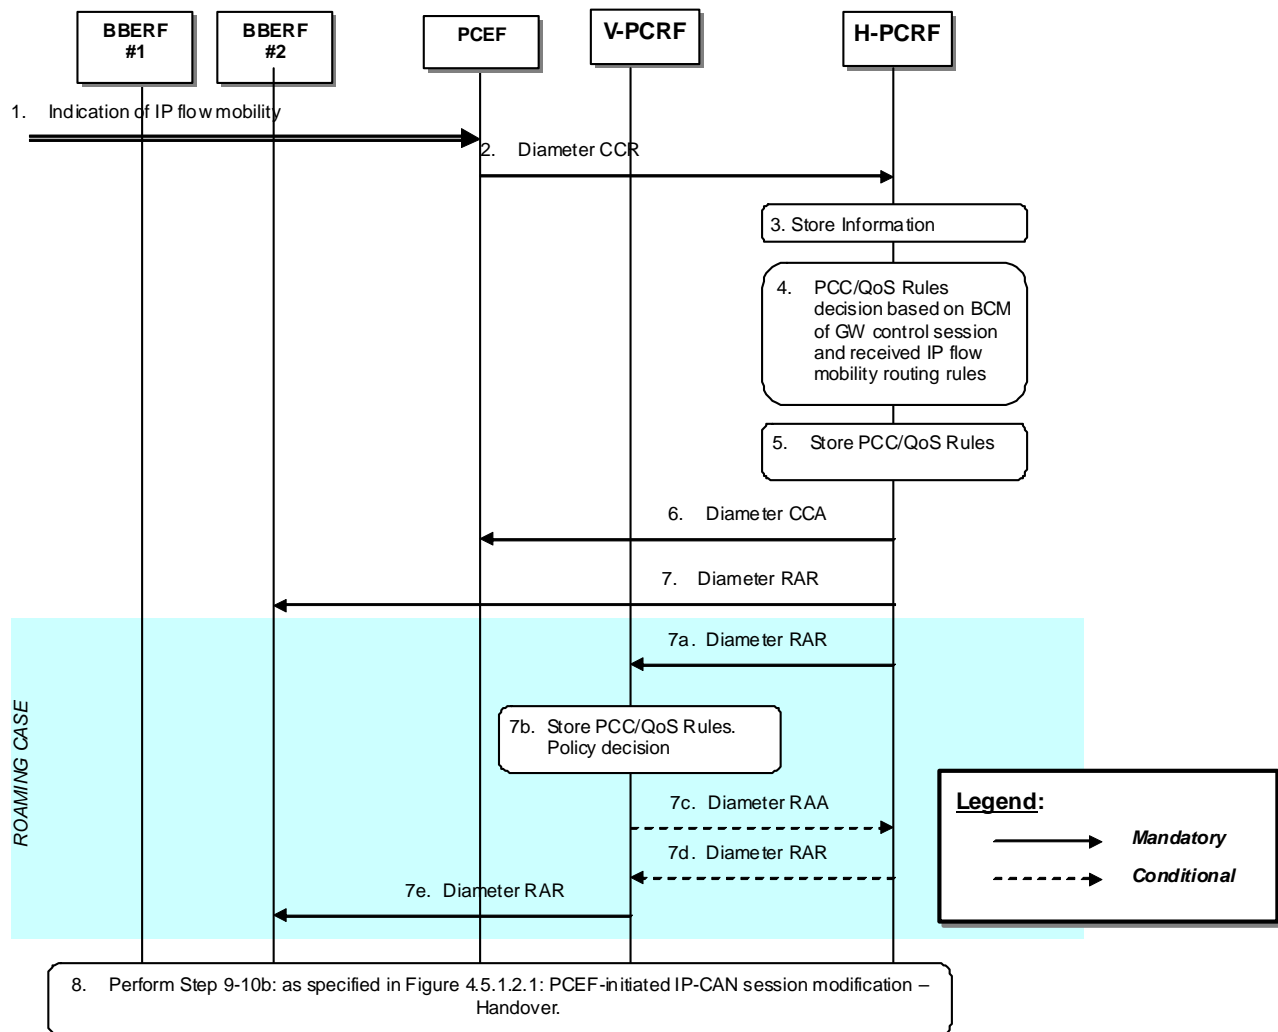 BBERF
#1
BBERF
#2
PCEF
V-PCRF
H-PCRF
1. Indication of IP flow mobility
2. Diameter CCR
3. Store Information
4. PCC/QoS Rules
decision based on BCM
of GW control session
and received IP flow
mobility routing rules
5. Store PCC/QoS Rules
6. Diameter CCA
7. Diameter RAR
7a. Diameter RAR
ROAMING CASE
7b. Store PCC/QoS Rules.
Policy decision
7c. Diameter RAA
7d. Diameter RAR
7e. Diameter RAR
Legend:
Mandatory
Conditional
8. Perform Step 9-10b: as specified in Figure 4.5.1.2.1: PCEF-initiated IP-CAN session modification –
Handover.